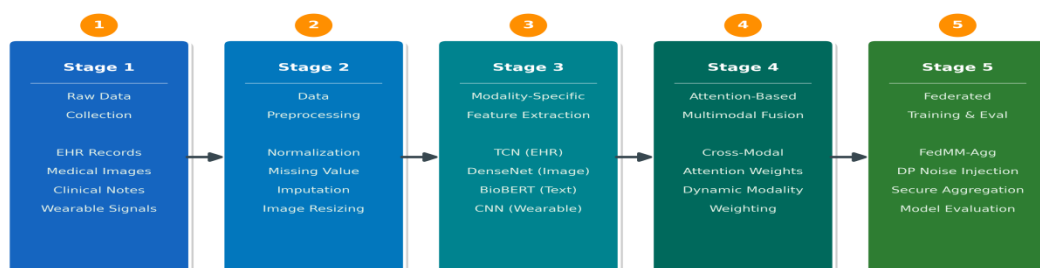 1
Stage 1
Raw Data
Collection
EHR Records
Medical Images
Clinical Notes
Wearable Signals
2
Stage 2
Data
Preprocessing
Normalization
Missing Value
Imputation
Image Resizing
3
Stage 3
Modality-Specific
Feature Extraction
TCN (EHR)
DenseNet (Image)
BioBERT (Text)
CNN (Wearable)
4
Stage 4
Attention-Based
Multimodal Fusion
Cross-Modal
Attention Weights
Dynamic Modality
Weighting
5
Stage 5
Federated
Training & Eval
FedMM-Agg
DP Noise Injection
Secure Aggregation
Model Evaluation